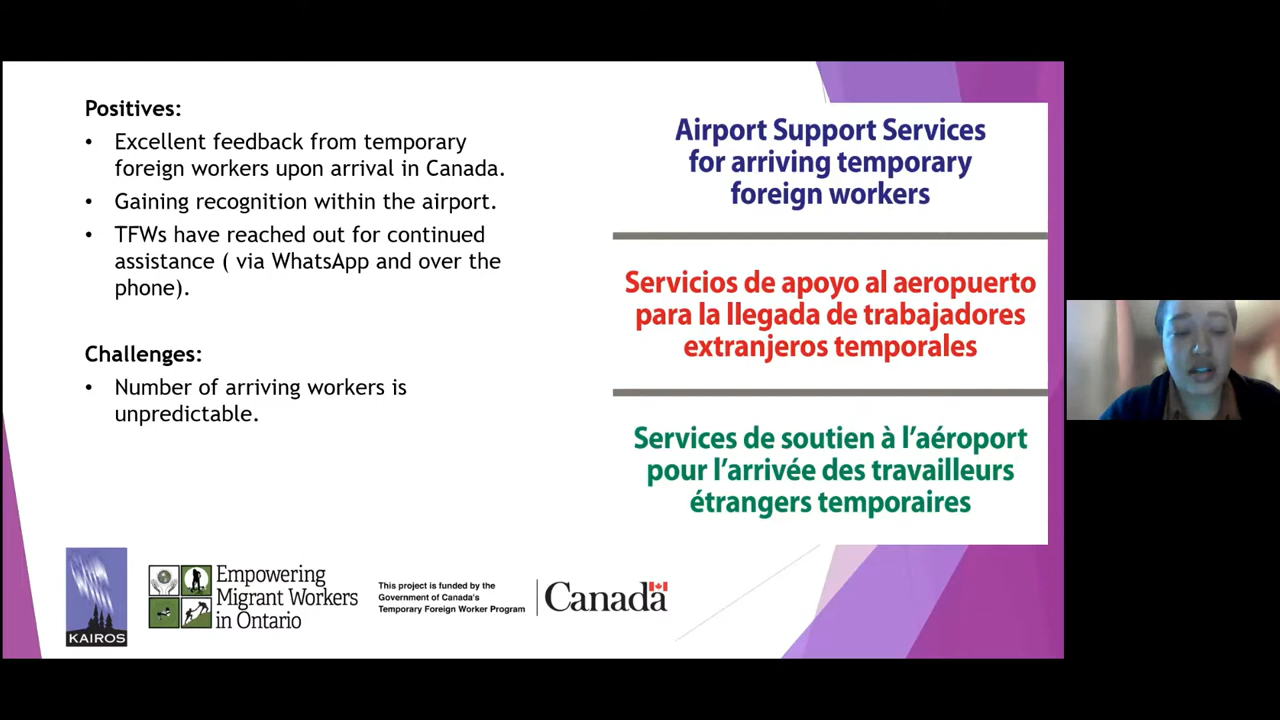 Positives:
• Excellent feedback from temporary
foreign workers upon arrival in Canada.
• Gaining recognition within the airport.
• TFWs have reached out for continued
assistance ( via WhatsApp and over the
phone).
Challenges:
• Number of arriving workers is
unpredictable.
Airport Support Services
for arriving temporary
foreign workers
Servicios de apoyo al aeropuerto
para la llegada de trabajadores
extranjeros temporales
Services de soutien à l'aéroport
pour l'arrivée des travailleurs
étrangers temporaires
KAIROS
Empowering
Migrant Workers
in Ontario
This project is funded by the
Government of Canada's
Temporary Foreign Worker Program
Canada